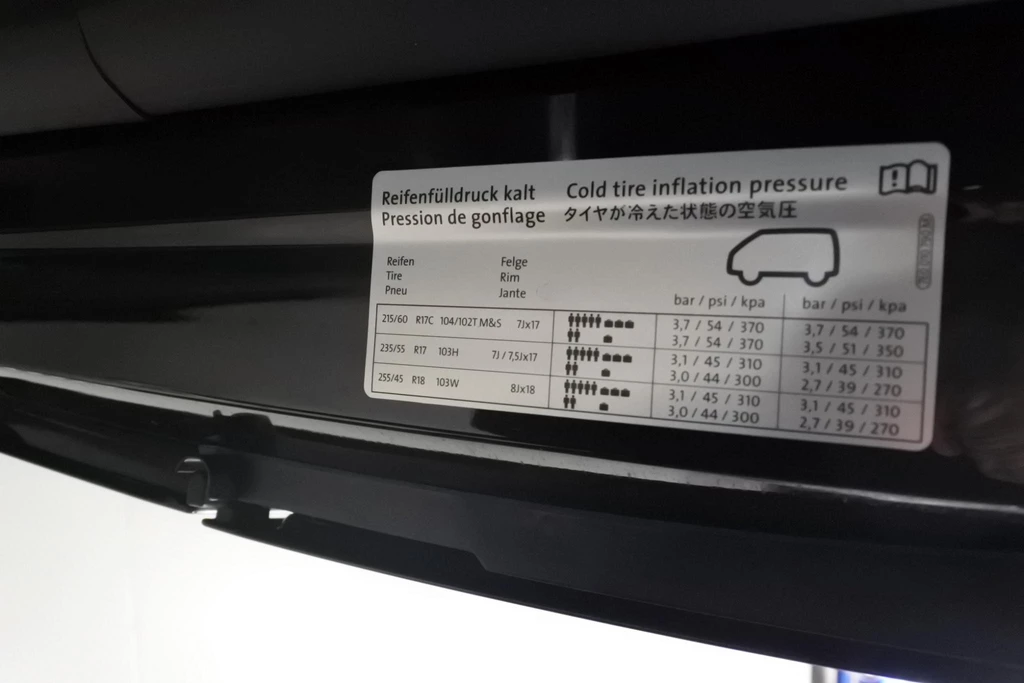 Reifenfülldruck kalt
Pression de gonflage
Cold tire inflation pressure
タイヤが冷えた状態の空気圧
Reifen
Tire
Pneu
Felge
Rim
Jante
bar / psi / kpa
bar / psi / kpa
215/60 R17C 104/102T M&S 7Jx17
3,7 / 54 / 370
3,7 / 54 / 370
3,7 / 54 / 370
3,5 / 51 / 350
235/55 R17 103H 7J / 7,5Jx17
3,1 / 45 / 310
3,0 / 44 / 300
3,1 / 45 / 310
2,7 / 39 / 270
255/45 R18 103W 8Jx18
3,1 / 45 / 310
3,0 / 44 / 300
3,1 / 45 / 310
2,7 / 39 / 270